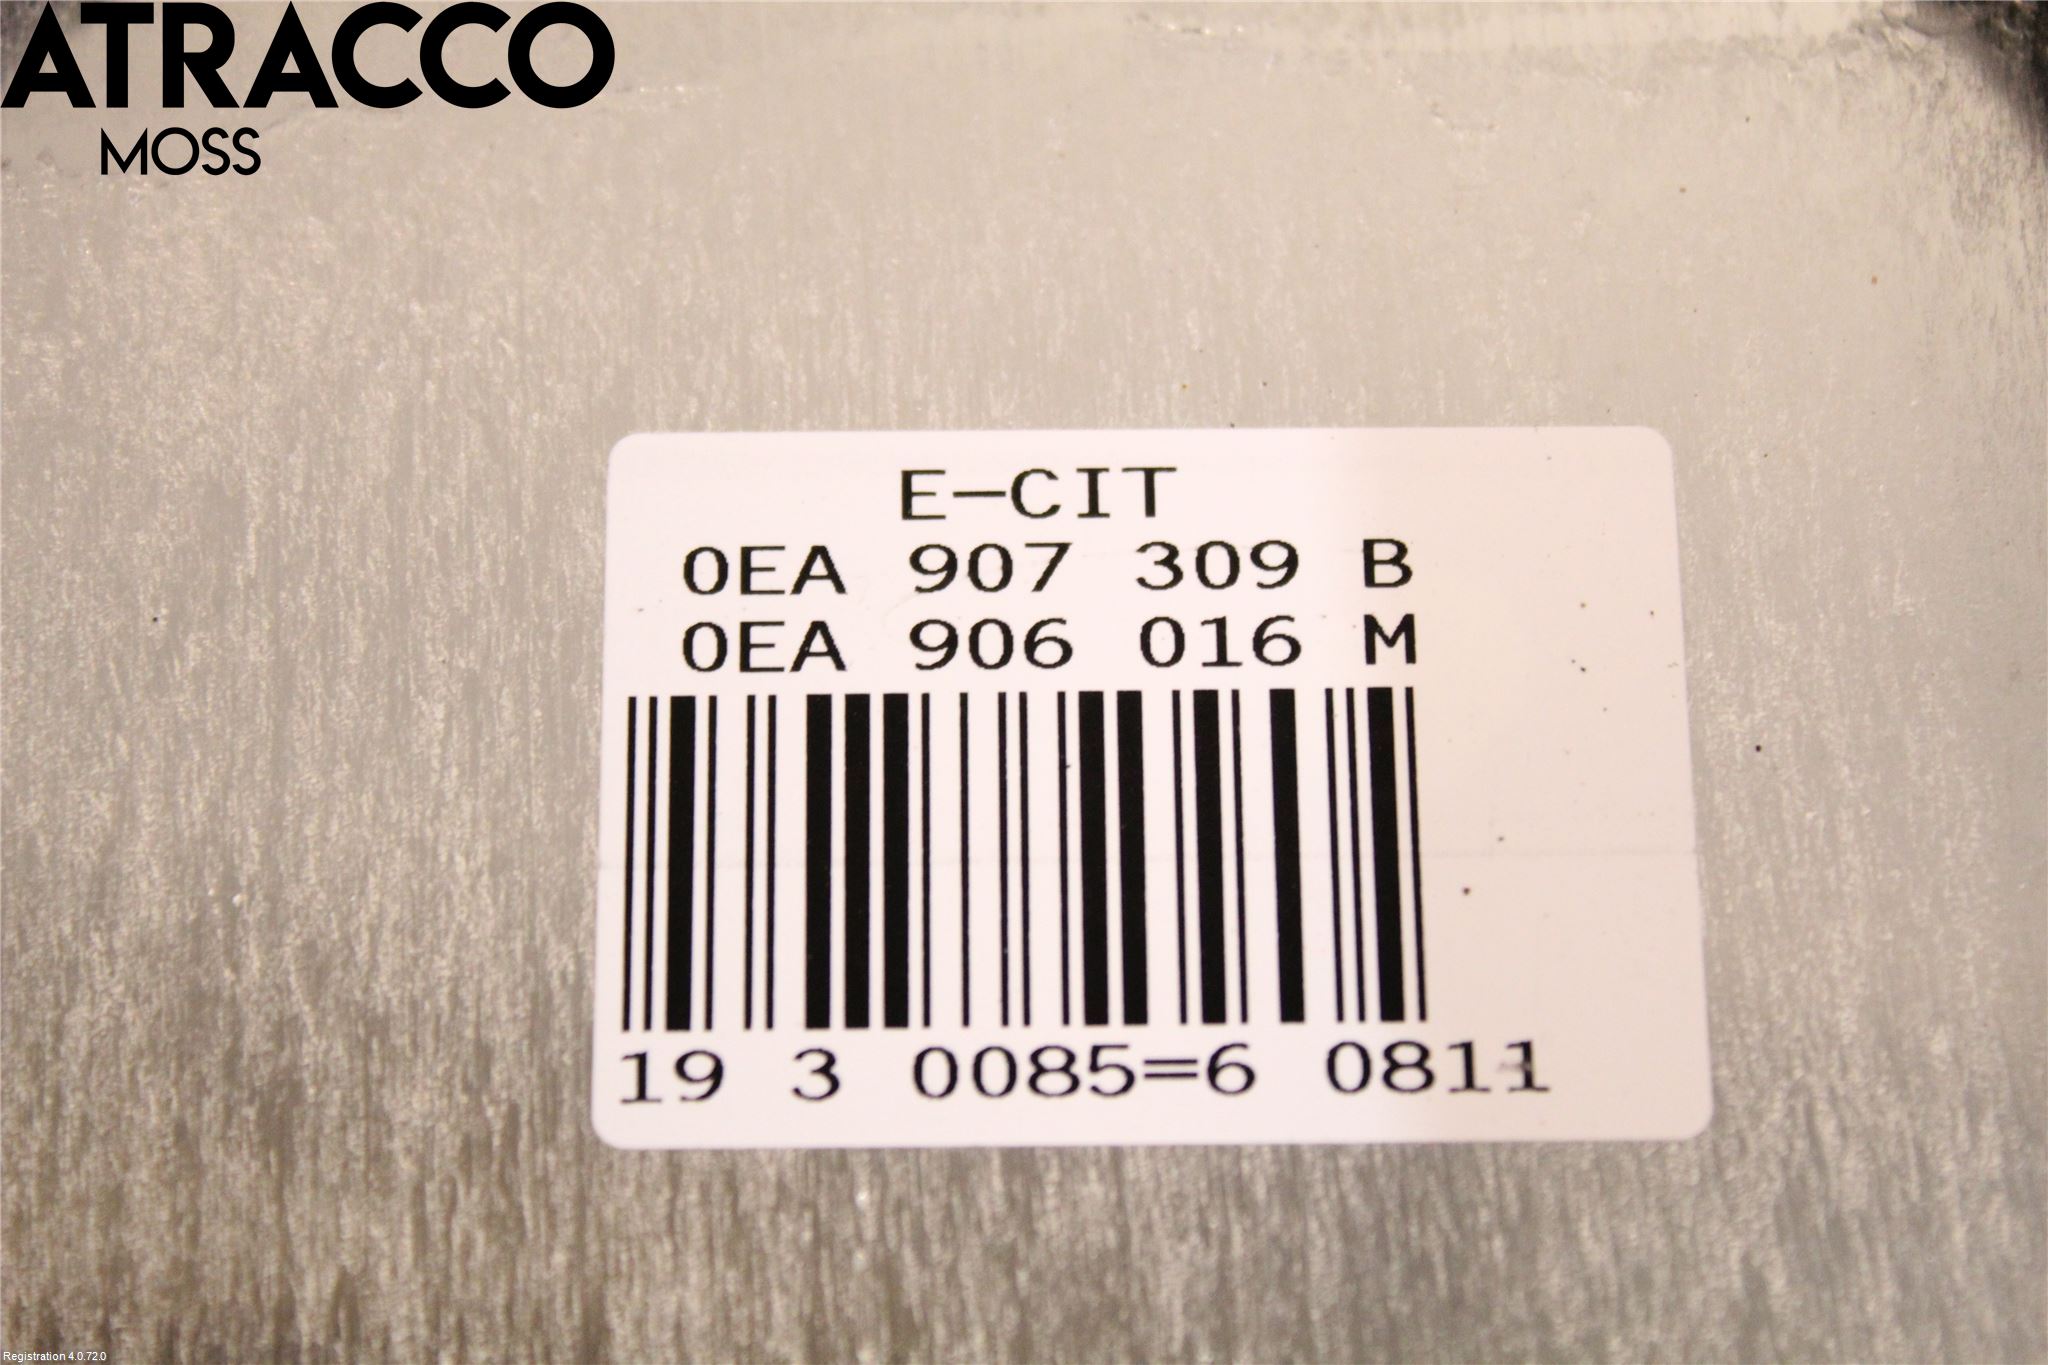 ATRACCO
MOSS
E-CIT
0EA 907 309 B
0EA 906 016 M
19 3 0085=6 0811
Registration 4.0.72.0